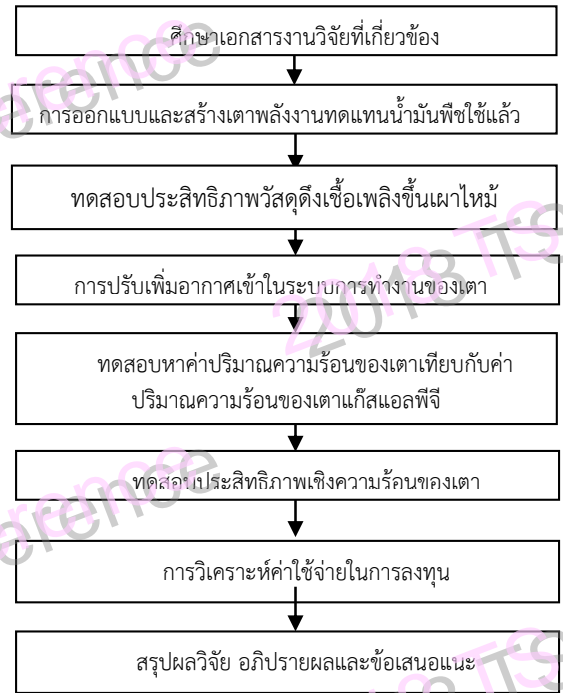 ศึกษาเอกสารงานวิจัยที่เกี่ยวข้อง
การออกแบบและสร้างเตาพลังงานทดแทนน้ำมันพืชใช้แล้ว
ทดสอบประสิทธิภาพวัสดุดึงเชื้อเพลิงขึ้นเผาไหม้
การปรับเพิ่มอากาศเข้าในระบบการทำงานของเตา
ทดสอบหาค่าปริมาณความร้อนของเตาเทียบกับค่า
ปริมาณความร้อนของเตาแก๊สแอลพีจี
ทดสอบประสิทธิภาพเชิงความร้อนของเตา
การวิเคราะห์ค่าใช้จ่ายในการลงทุน
สรุปผลวิจัย อภิปรายผลและข้อเสนอแนะ
erence
2018 TS
erence
18 TS